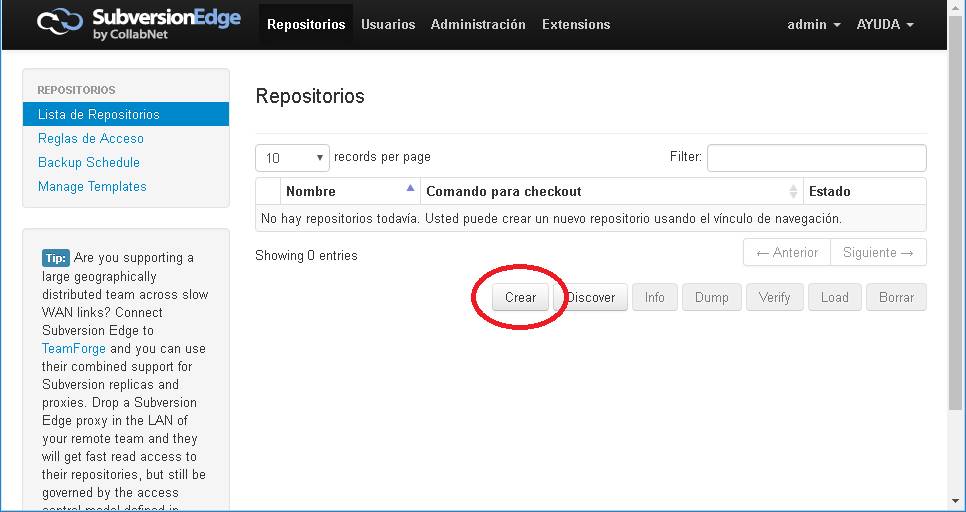 SubversionEdge
by CollabNet
Repositorios Usuarios Administración Extensions admin AYUDA
REPOSITORIOS
Lista de Repositorios
Reglas de Acceso
Backup Schedule
Manage Templates
Tip: Are you supporting a
large geographically
distributed team across slow
WAN links? Connect
Subversion Edge to
TeamForge and you can use
their combined support for
Subversion replicas and
proxies. Drop a Subversion
Edge proxy in the LAN of
your remote team and they
will get fast read access to
their repositories, but still be
governed by the access
control model defined in
Repositorios
10 records per page Filter:
Nombre Comando para checkout Estado
No hay repositorios todavía. Usted puede crear un nuevo repositorio usando el vínculo de navegación.
Showing 0 entries ← Anterior Siguiente →
Crear Discover Info Dump Verify Load Borrar